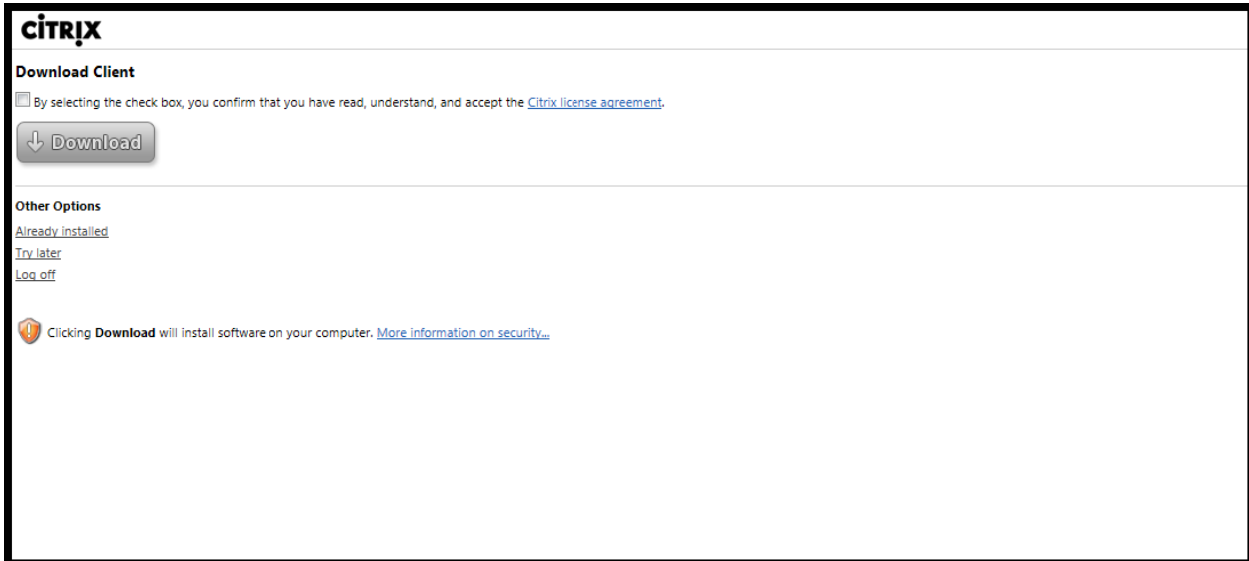 CİTRỊX
Download Client
By selecting the check box, you confirm that you have read, understand, and accept the Citrix license agreement.
Download
Other Options
Already installed
Try later
Log off
Clicking Download will install software on your computer. More information on security...